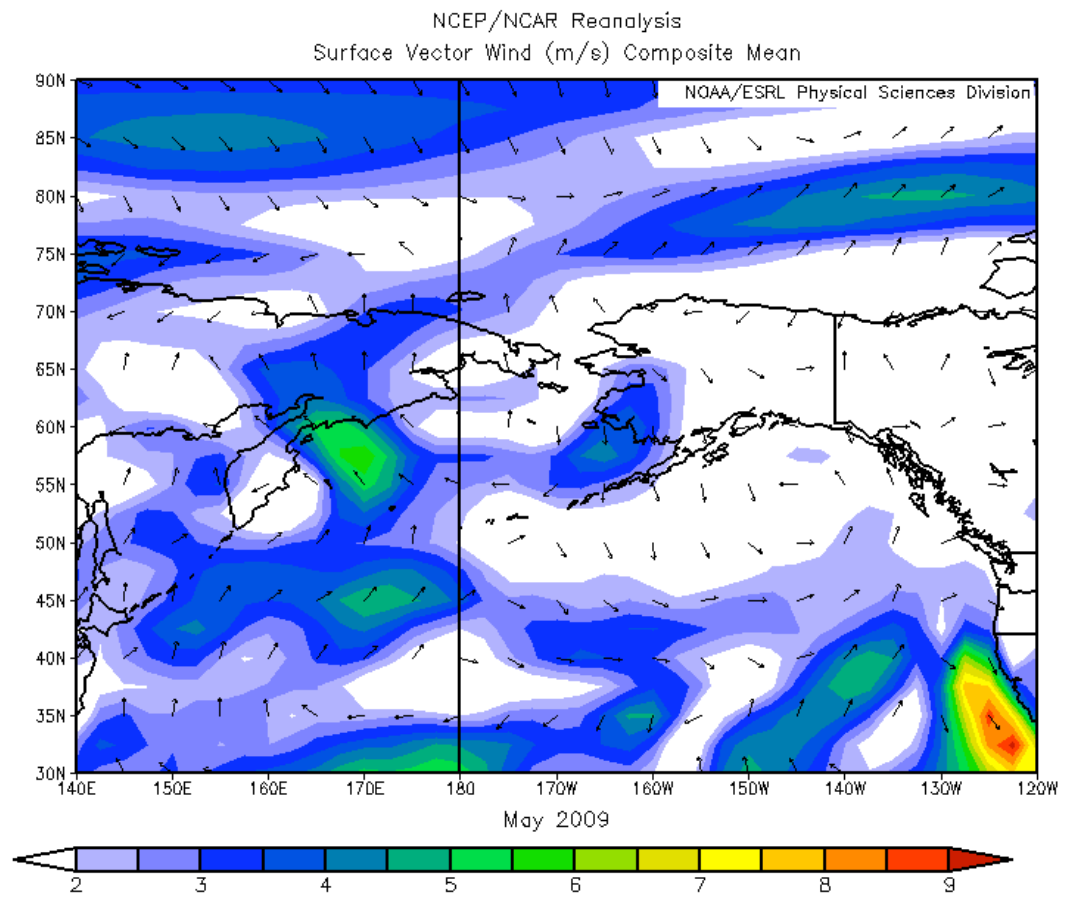 NCEP/NCAR Reanalysis
Surface Vector Wind (m/s) Composite Mean
NOAA/ESRL Physical Sciences Division
90N
85N
80N
75N
70N
65N
60N
55N
50N
45N
40N
35N
30N
140E 150E 160E 170E 180 170W 160W 150W 140W 130W 120W
May 2009
2 3 4 5 6 7 8 9